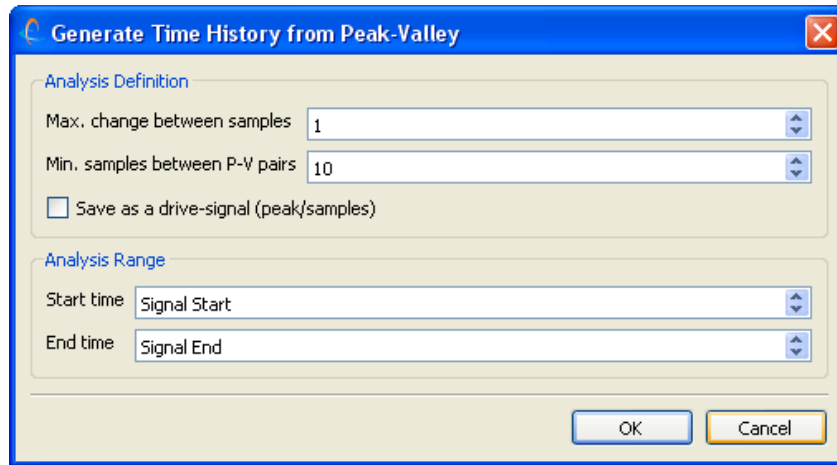 Generate Time History from Peak-Valley
Analysis Definition
Max. change between samples 1
Min. samples between P-V pairs 10
Save as a drive-signal (peak/samples)
Analysis Range
Start time Signal Start
End time Signal End
OK Cancel